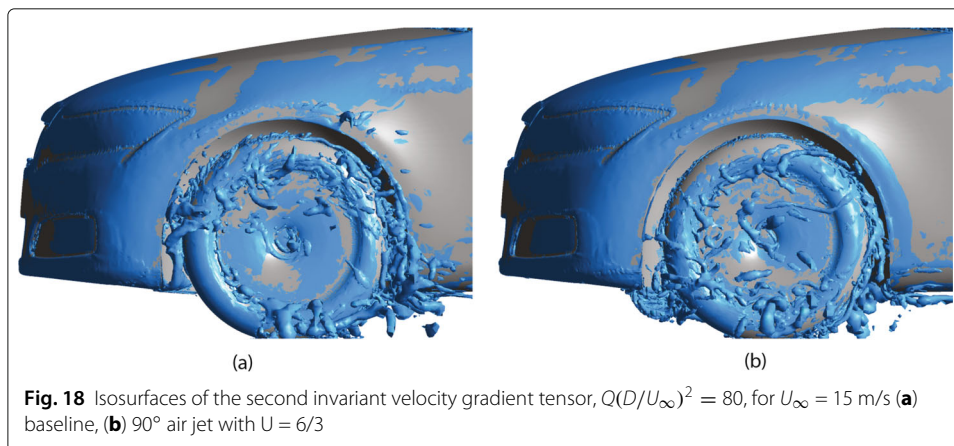 (a)
(b)
Fig. 18 Isosurfaces of the second invariant velocity gradient tensor, Q(D/U∞)² = 80, for U∞ = 15 m/s (a)
baseline, (b) 90° air jet with U = 6/3